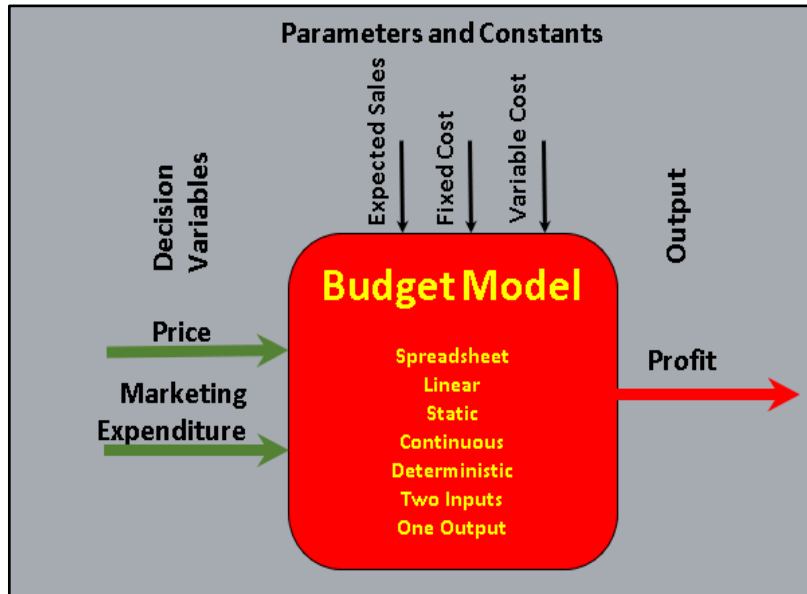 Parameters and Constants
Expected Sales
Fixed Cost
Variable Cost
Decision
Variables
Output
Budget Model
Price
Marketing
Expenditure
Spreadsheet
Linear
Static
Continuous
Deterministic
Two Inputs
One Output
Profit